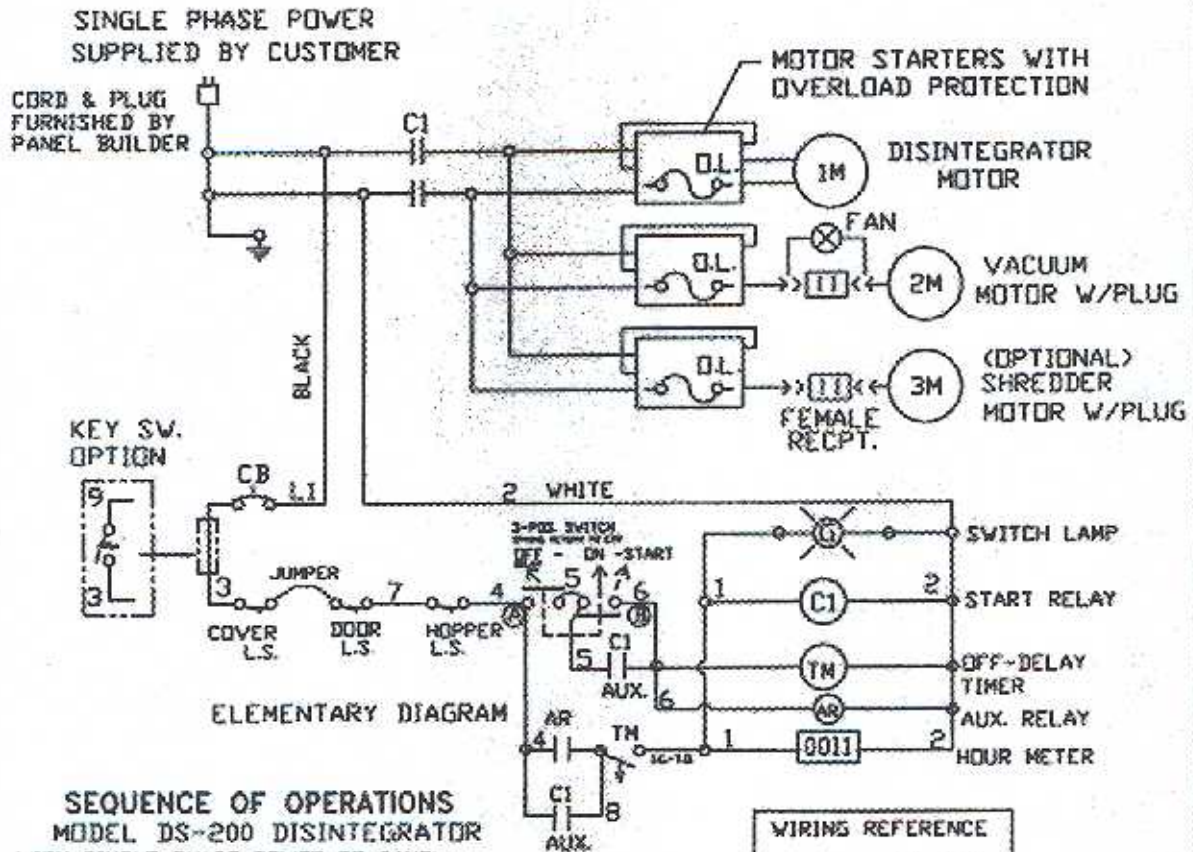 SINGLE PHASE POWER
SUPPLIED BY CUSTOMER
CORD & PLUG
FURNISHED BY
PANEL BUILDER
C1
MOTOR STARTERS WITH
OVERLOAD PROTECTION
O.L.
1M
DISINTEGRATOR
MOTOR
FAN
O.L.
2M
VACUUM
MOTOR W/PLUG
BLACK
O.L.
3M
(OPTIONAL)
SHREDDER
MOTOR W/PLUG
FEMALE
RECPT.
KEY SW.
OPTION
9
3
CB
L1
2 WHITE
3-POS. SWITCH
OFF - ON - START
G
SWITCH LAMP
3
JUMPER
7
4
5
6
1
C1
2
START RELAY
COVER
L.S.
DOOR
L.S.
HOPPER
L.S.
5
C1
AUX.
TM
OFF-DELAY
TIMER
6
AR
AUX. RELAY
ELEMENTARY DIAGRAM
4
AR
TM
1
0011
2
HOUR METER
C1
8
AUX.
SEQUENCE OF OPERATIONS
MODEL DS-200 DISINTEGRATOR
WIRING REFERENCE